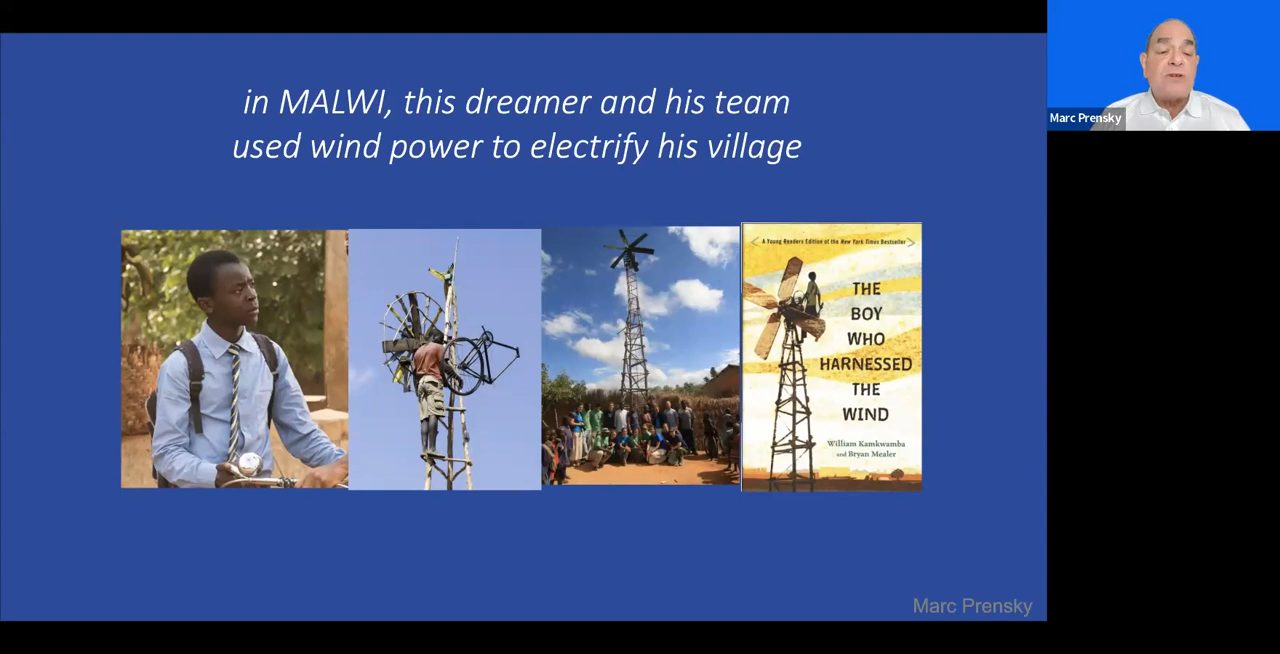 in MALWI, this dreamer and his team
used wind power to electrify his village
A Young Readers Edition of the New York Times Bestseller
THE
BOY
WHO
HARNESSED
THE
WIND
William Kamkwamba
and Bryan Mealer
Marc Prensky
Marc Prensky